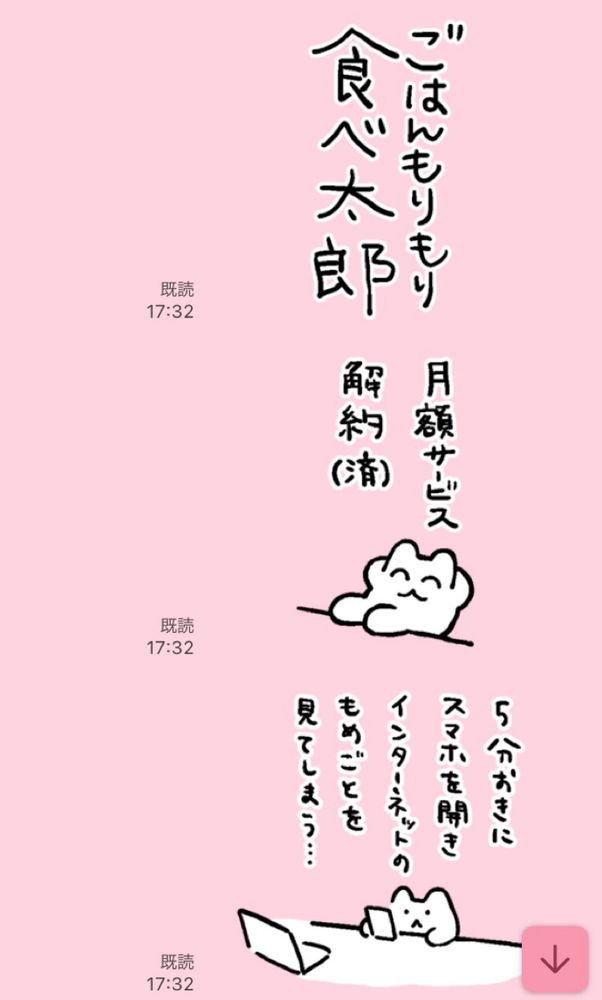 ごはんもりもり
食べ太郎
既読
17:32
月額サービス
解約(済)
既読
17:32
5分おきに
スマホを開き
インターネットの
もめごとを
見てしまう…
既読
17:32